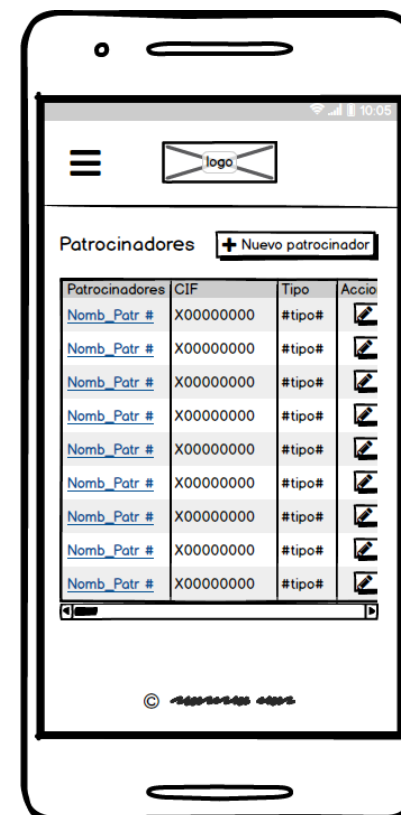 10:05
logo
Patrocinadores + Nuevo patrocinador
Patrocinadores CIF Tipo Accio
Nomb_Patr # X00000000 #tipo#
Nomb_Patr # X00000000 #tipo#
Nomb_Patr # X00000000 #tipo#
Nomb_Patr # X00000000 #tipo#
Nomb_Patr # X00000000 #tipo#
Nomb_Patr # X00000000 #tipo#
Nomb_Patr # X00000000 #tipo#
Nomb_Patr # X00000000 #tipo#
Nomb_Patr # X00000000 #tipo#
©